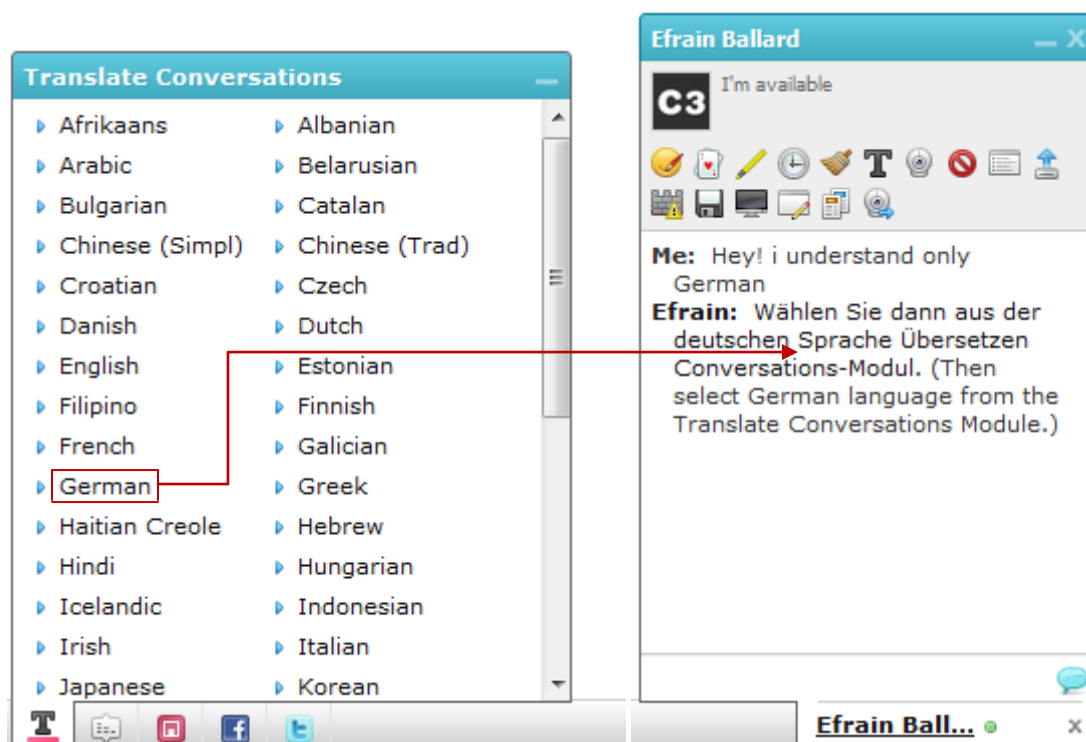 Translate Conversations
Afrikaans Albanian
Arabic Belarusian
Bulgarian Catalan
Chinese (Simpl) Chinese (Trad)
Croatian Czech
Danish Dutch
English Estonian
Filipino Finnish
French Galician
German Greek
Haitian Creole Hebrew
Hindi Hungarian
Icelandic Indonesian
Irish Italian
Japanese Korean
T
Efrain Ballard
C3 I'm available
T
Me: Hey! i understand only
German
Efrain: Wählen Sie dann aus der
deutschen Sprache Übersetzen
Conversations-Modul. (Then
select German language from the
Translate Conversations Module.)
Efrain Ball...